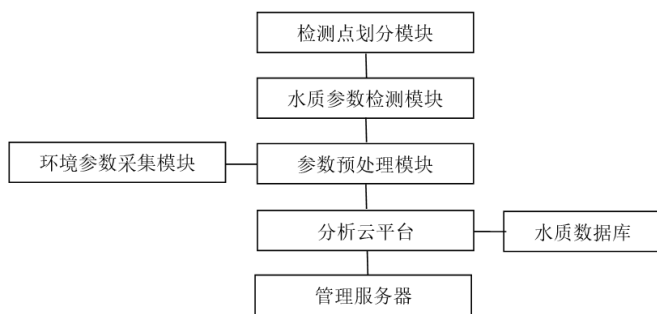 检测点划分模块
水质参数检测模块
环境参数采集模块
参数预处理模块
分析云平台
水质数据库
管理服务器